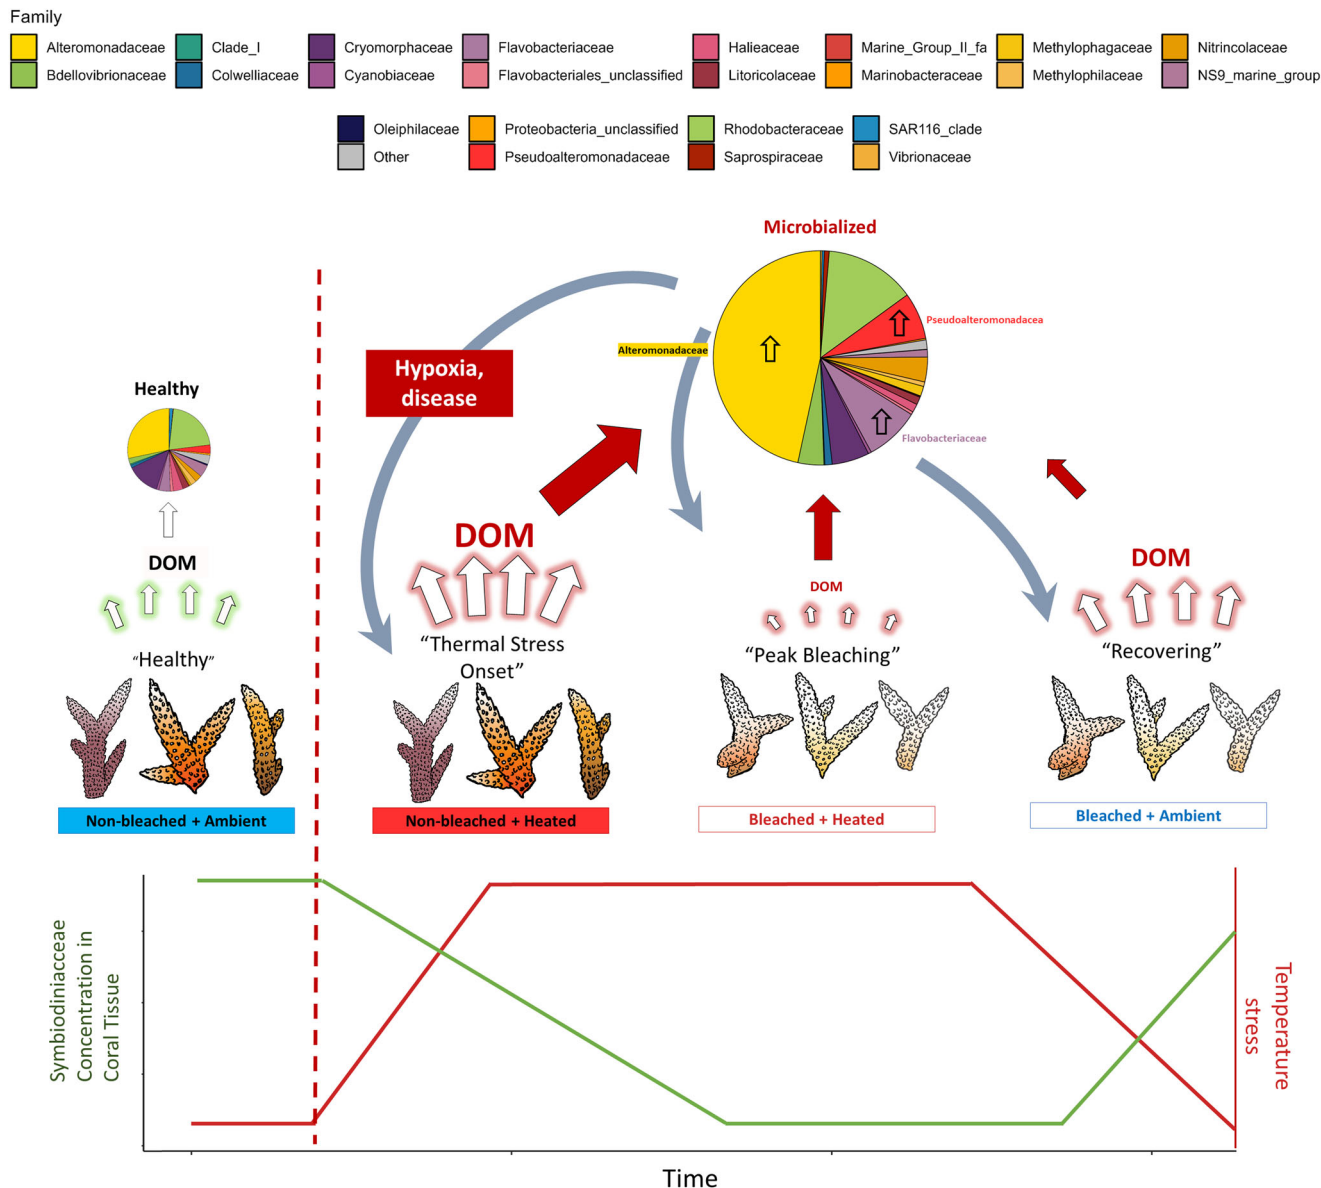 Family
Alteromonadaceae
Clade_I
Cryomorphaceae
Flavobacteriaceae
Halieaceae
Marine_Group_II_fa
Methylophagaceae
Nitrincolaceae
Bdellovibrionaceae
Colwelliaceae
Cyanobiaceae
Flavobacteriales_unclassified
Litoricolaceae
Marinobacteraceae
Methylophilaceae
NS9_marine_group
Oleiphilaceae
Proteobacteria_unclassified
Rhodobacteraceae
SAR116_clade
Other
Pseudoalteromonadaceae
Saprospiraceae
Vibrionaceae
Microbialized
Pseudoalteromonadacea
Alteromonadaceae
Flavobacteriaceae
Hypoxia,
disease
Healthy
DOM
DOM
DOM
DOM
"Healthy"
“Thermal Stress
Onset”
“Peak Bleaching”
“Recovering”
Non-bleached + Ambient
Non-bleached + Heated
Bleached + Heated
Bleached + Ambient
Symbiodiniacceae
Concentration in
Coral Tissue
Temperature
stress
Time